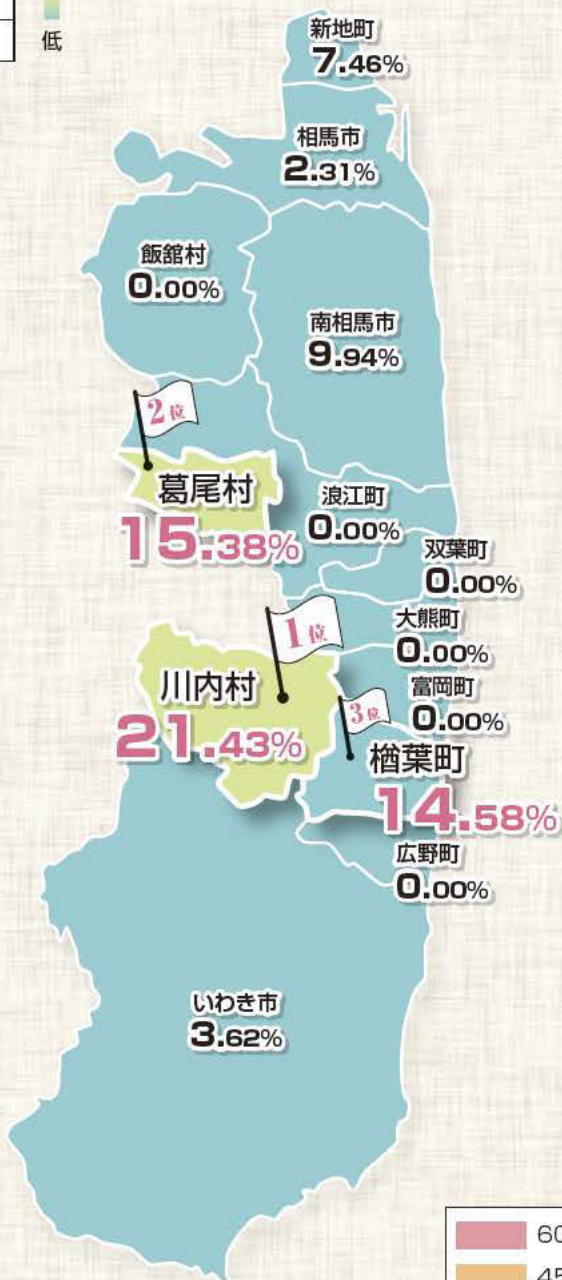 低
新地町
7.46%
相馬市
2.31%
飯舘村
0.00%
南相馬市
9.94%
2位
葛尾村
15.38%
浪江町
0.00%
双葉町
0.00%
大熊町
0.00%
1位
川内村
21.43%
富岡町
0.00%
3位
楢葉町
14.58%
広野町
0.00%
いわき市
3.62%
60
45